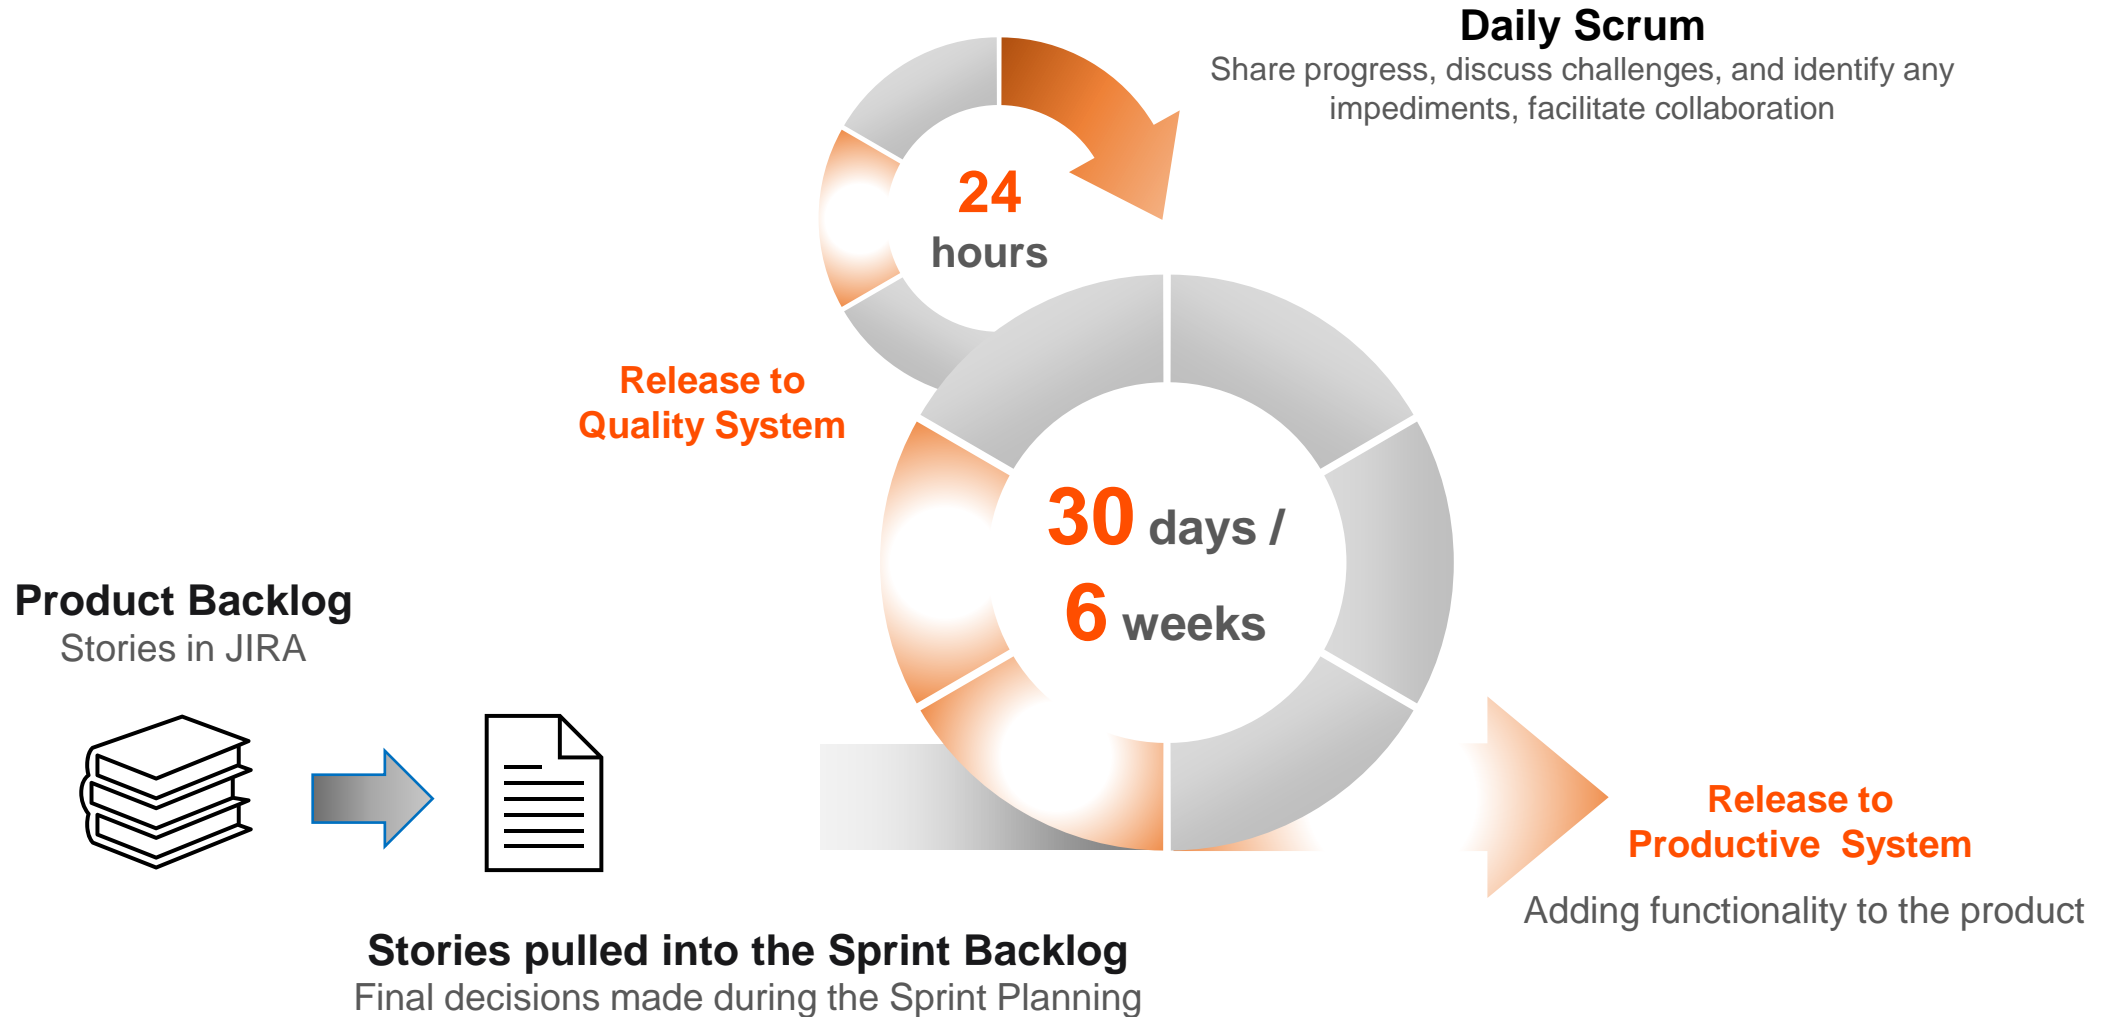 Daily Scrum
Share progress, discuss challenges, and identify any
impediments, facilitate collaboration
24
hours
Release to
Quality System
30 days /
6 weeks
Product Backlog
Stories in JIRA
Release to
Productive  System
Adding functionality to the product
Stories pulled into the Sprint Backlog
Final decisions made during the Sprint Planning